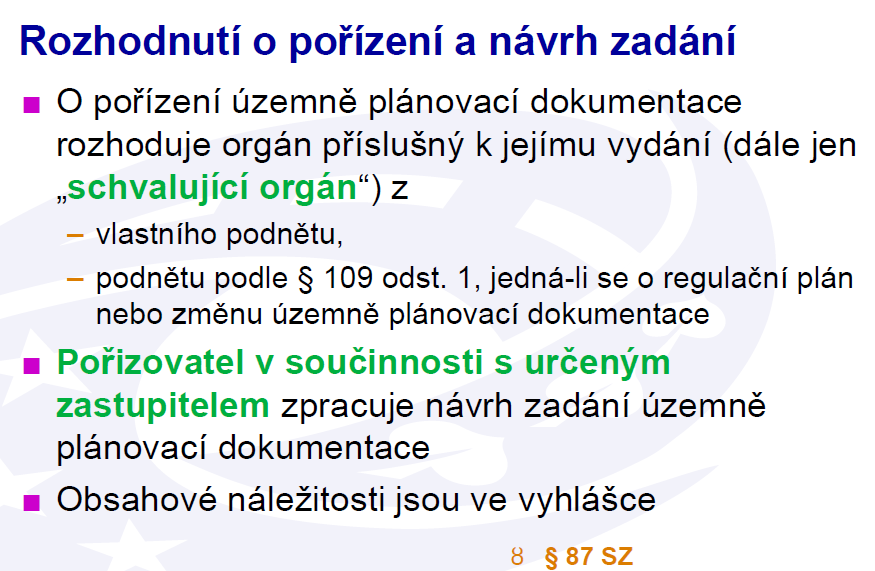 Rozhodnutí o pořízení a návrh zadání
■ O pořízení územně plánovací dokumentace
rozhoduje orgán příslušný k jejímu vydání (dále jen
„schvalující orgán“) z
– vlastního podnětu,
– podnětu podle § 109 odst. 1, jedná-li se o regulační plán
nebo změnu územně plánovací dokumentace
■ Pořizovatel v součinnosti s určeným
zastupitelem zpracuje návrh zadání územně
plánovací dokumentace
■ Obsahové náležitosti jsou ve vyhlášce
8 § 87 SZ